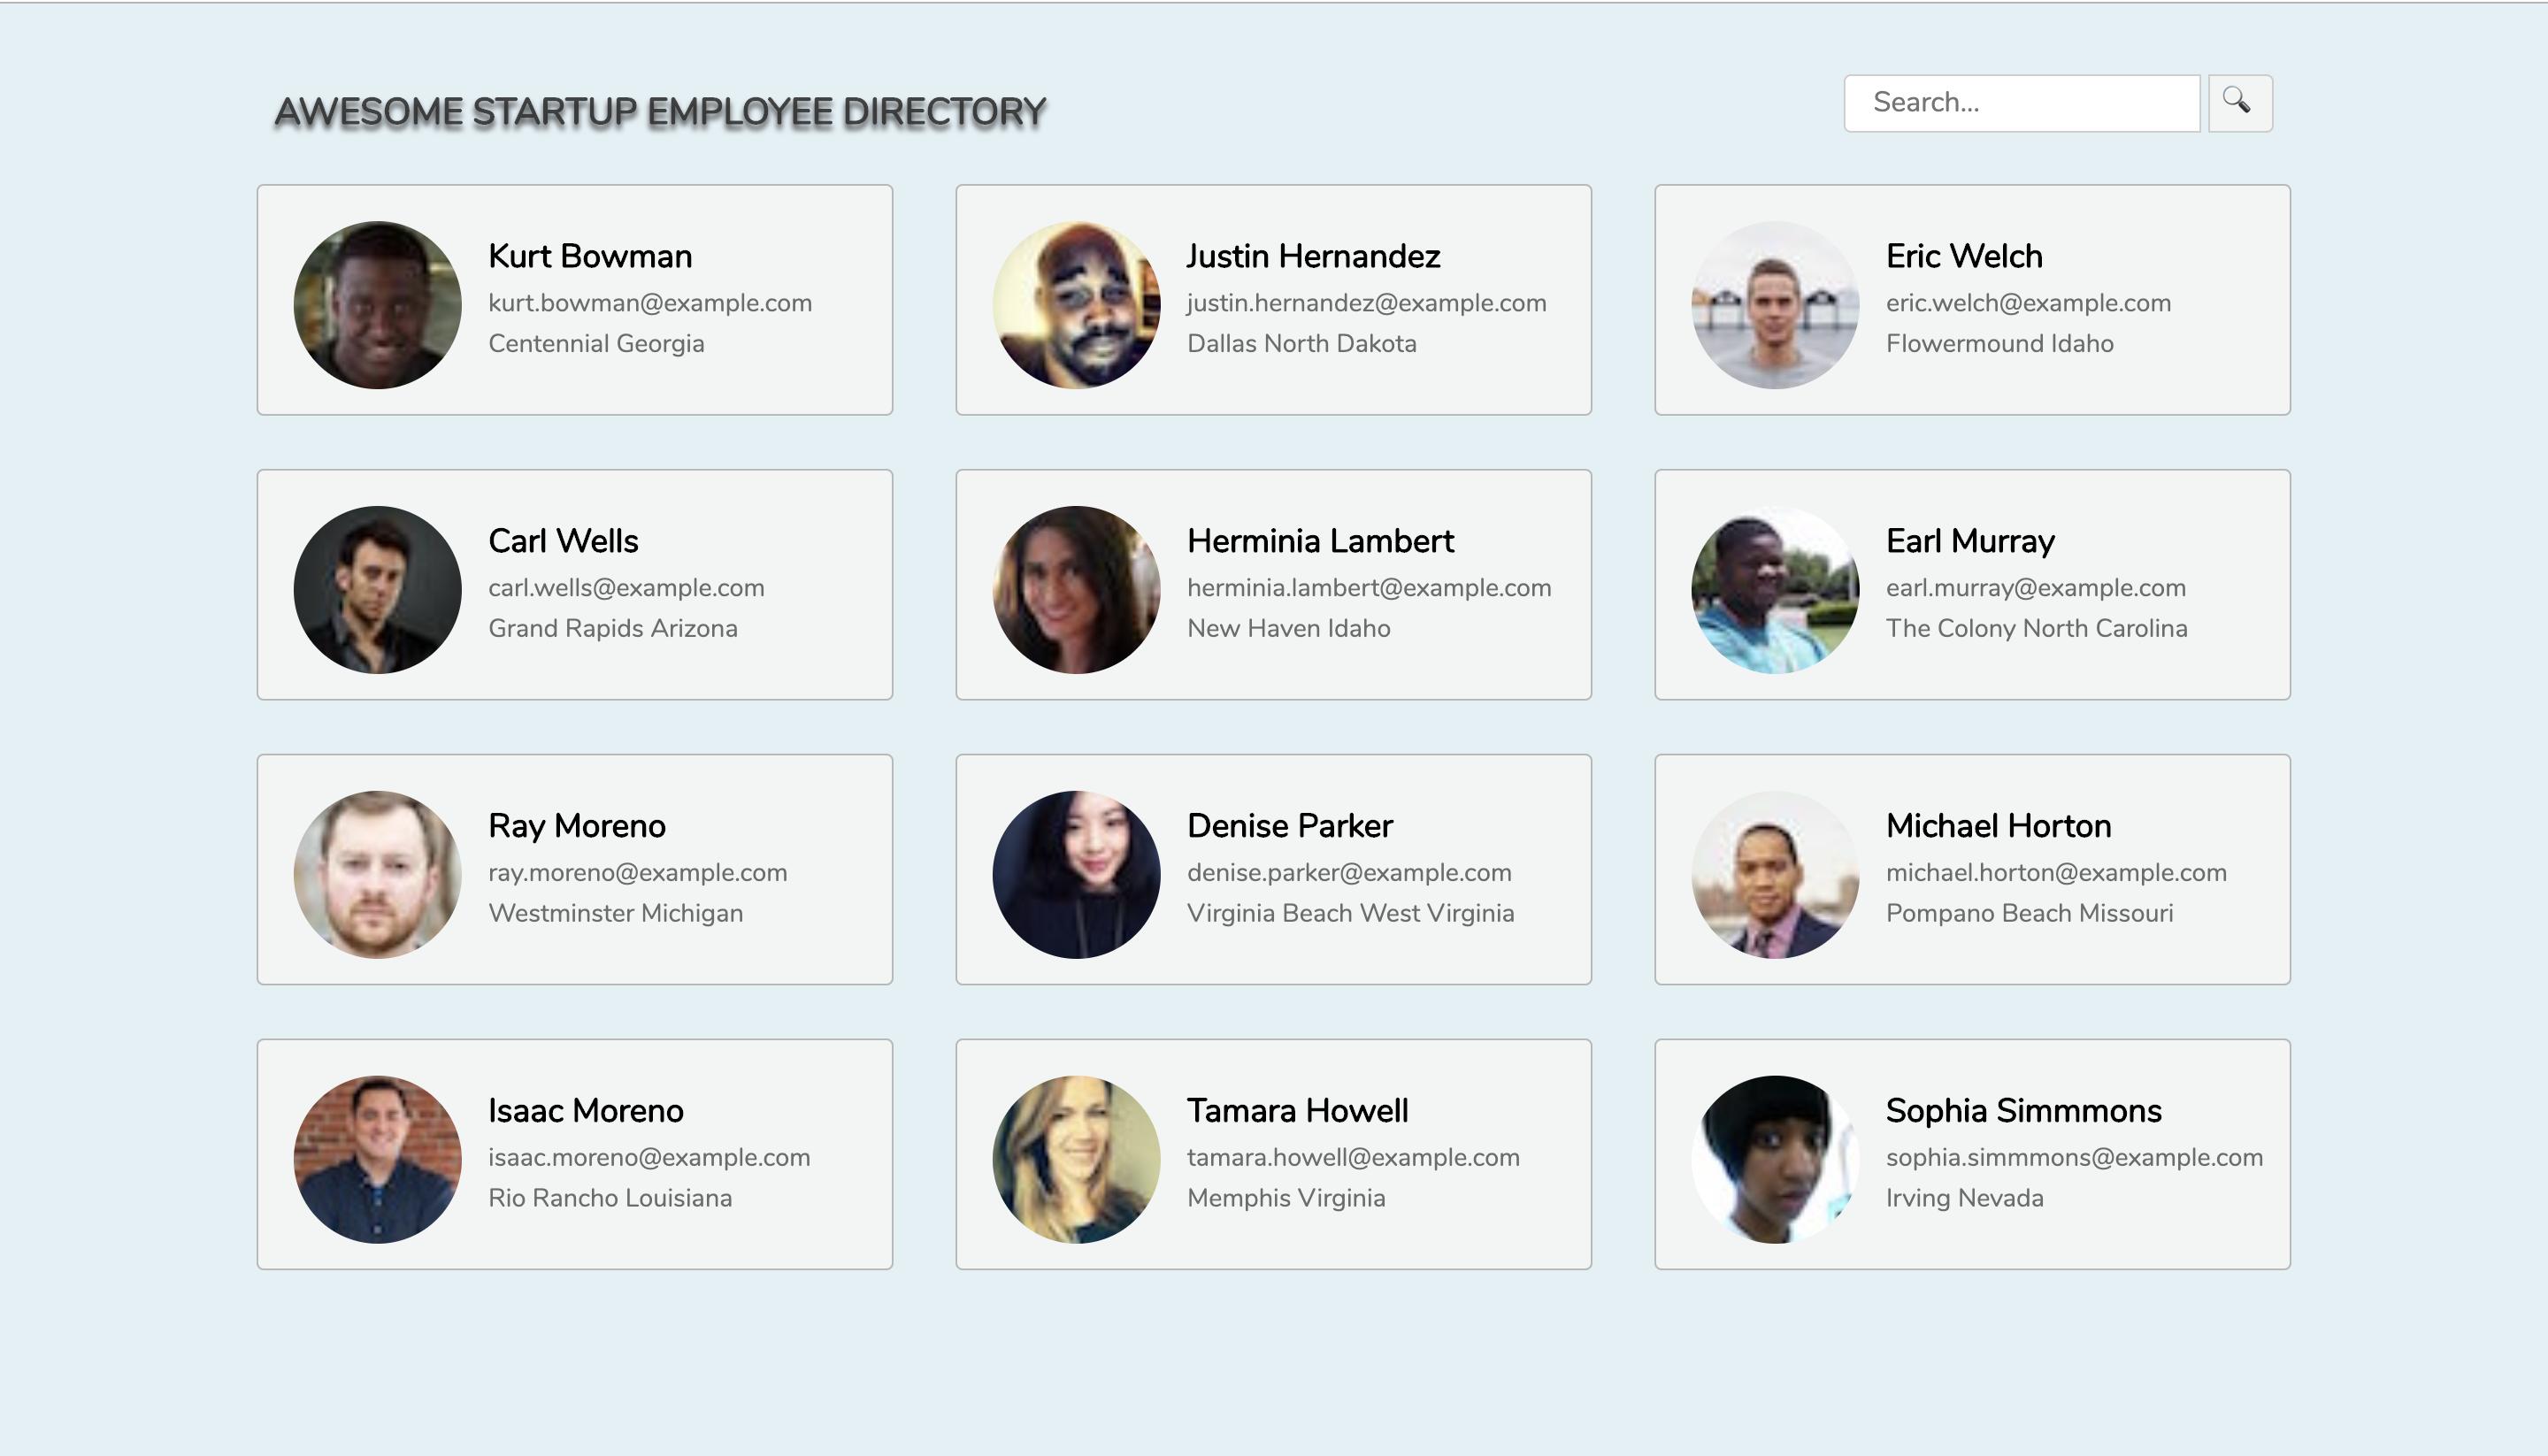 AWESOME STARTUP EMPLOYEE DIRECTORY
Search...
Kurt Bowman
kurt.bowman@example.com
Centennial Georgia
Justin Hernandez
justin.hernandez@example.com
Dallas North Dakota
Eric Welch
eric.welch@example.com
Flowermound Idaho
Carl Wells
carl.wells@example.com
Grand Rapids Arizona
Herminia Lambert
herminia.lambert@example.com
New Haven Idaho
Earl Murray
earl.murray@example.com
The Colony North Carolina
Ray Moreno
ray.moreno@example.com
Westminster Michigan
Denise Parker
denise.parker@example.com
Virginia Beach West Virginia
Michael Horton
michael.horton@example.com
Pompano Beach Missouri
Isaac Moreno
isaac.moreno@example.com
Rio Rancho Louisiana
Tamara Howell
tamara.howell@example.com
Memphis Virginia
Sophia Simmmons
sophia.simmmons@example.com
Irving Nevada